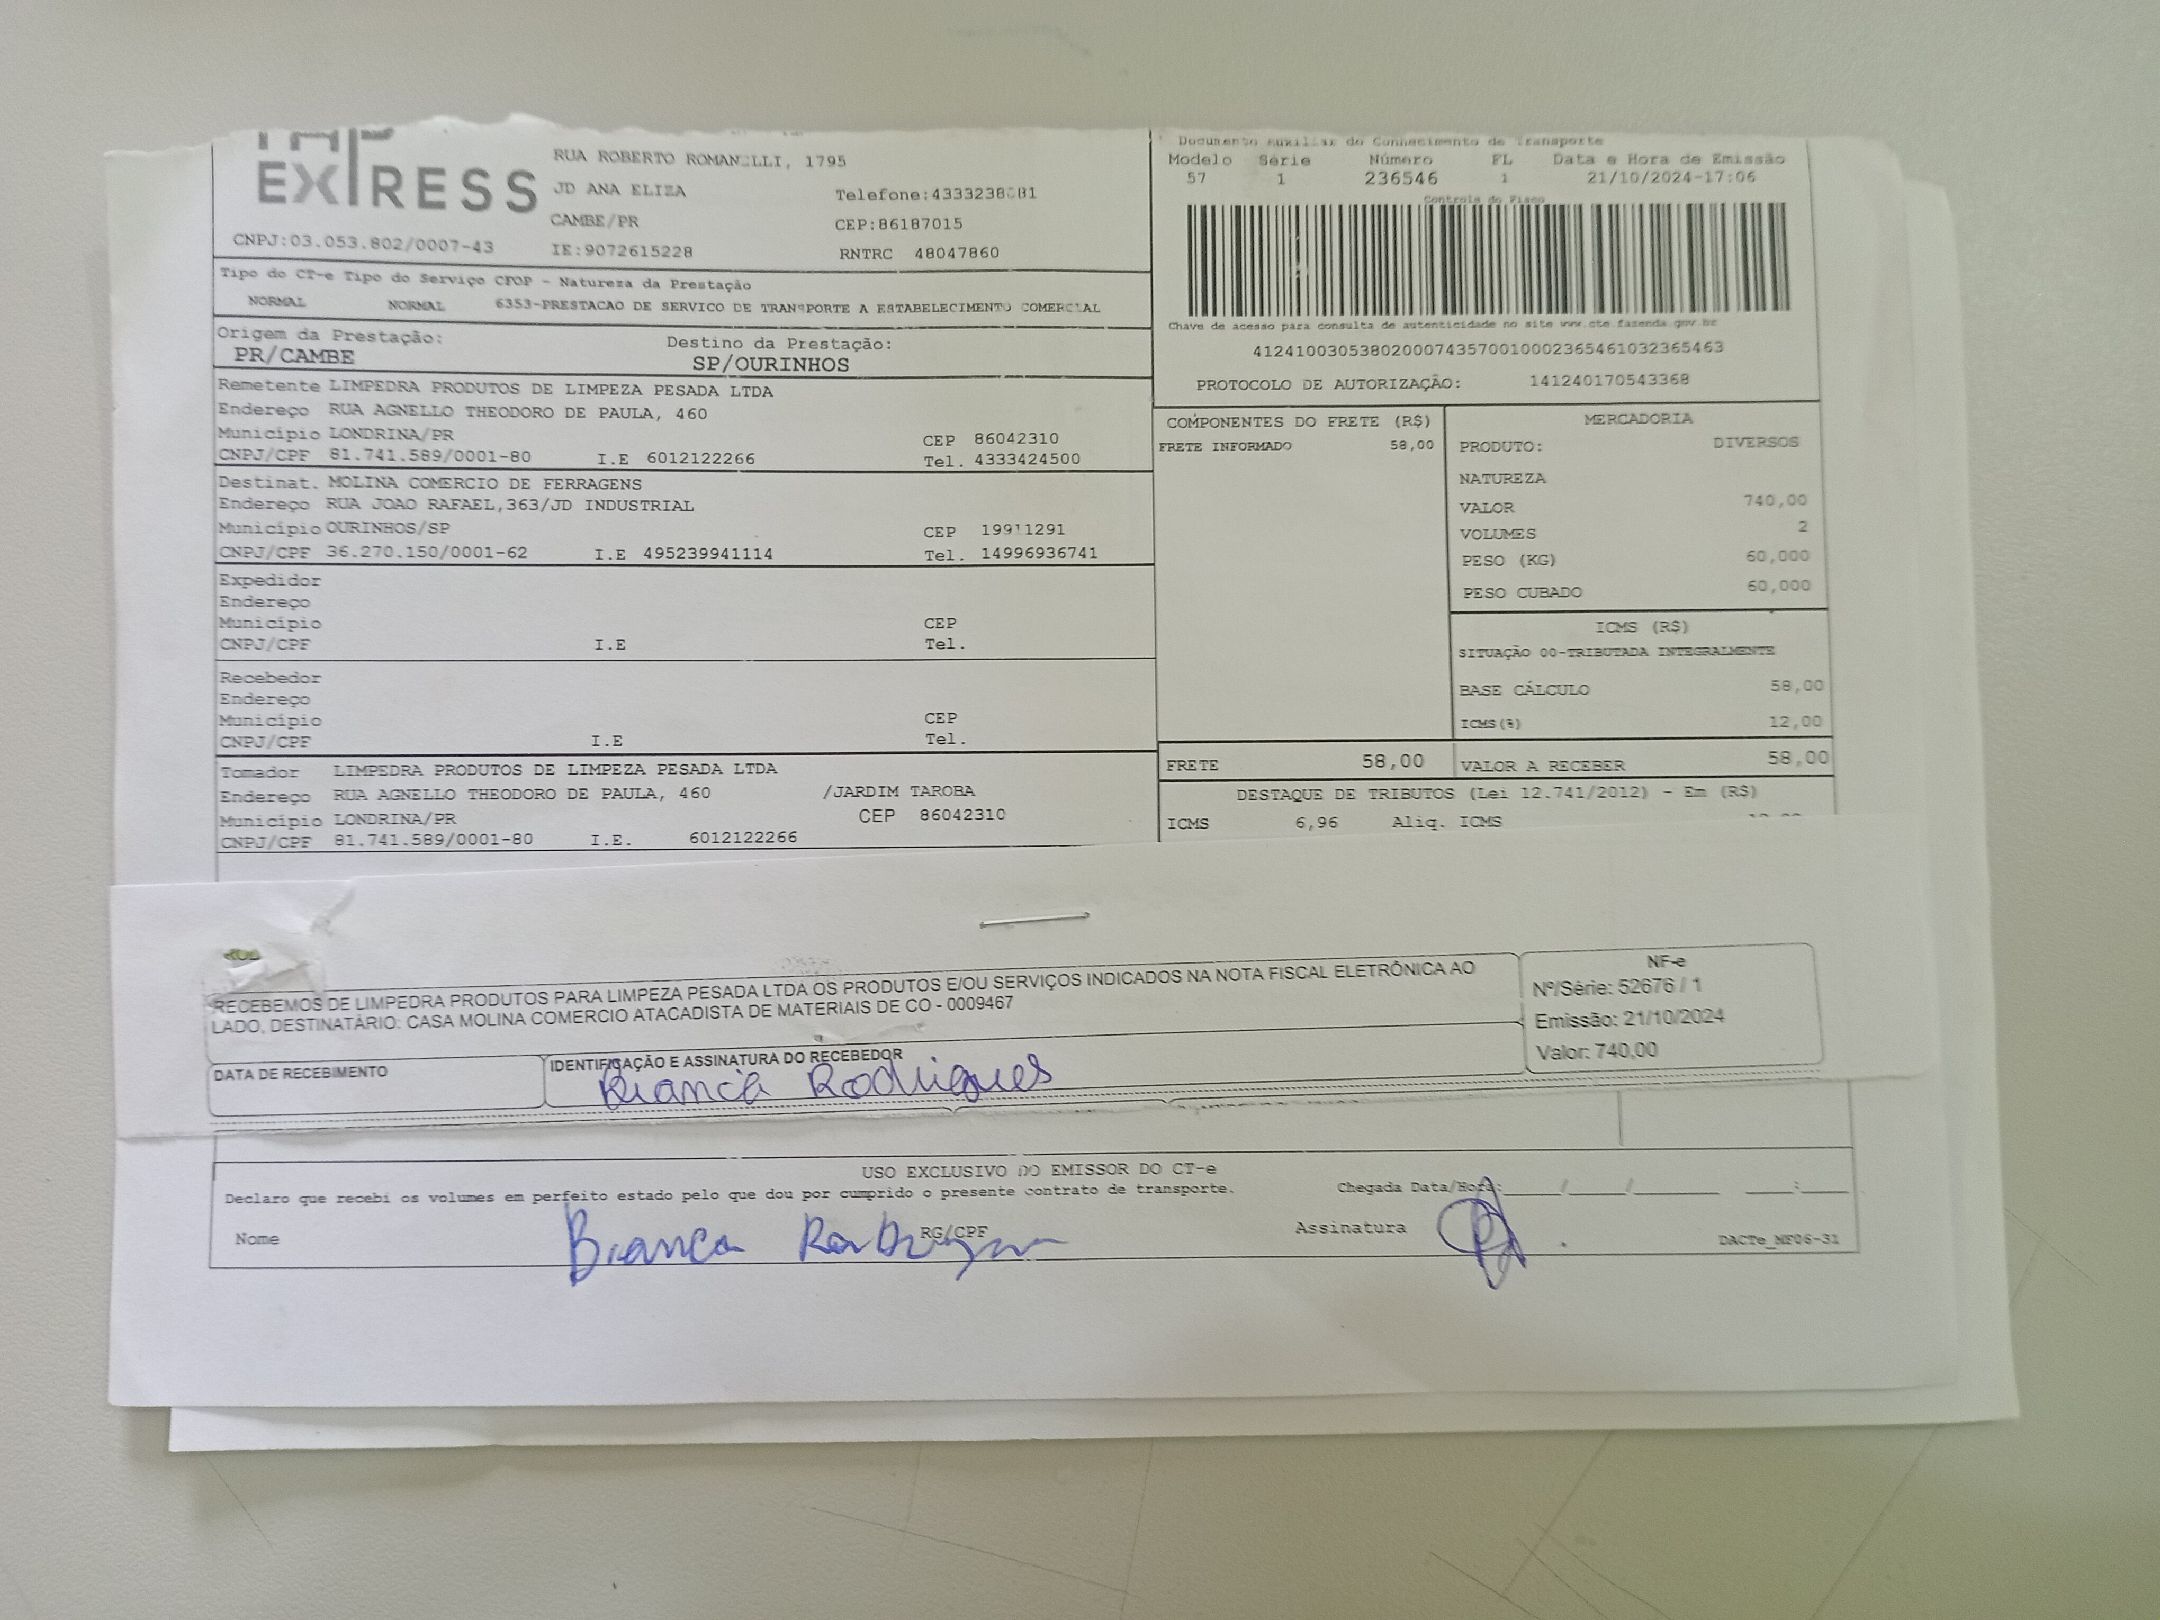 EXPRESS
RUA ROBERTO ROMANELLI, 1795
JD ANA ELIZA
Telefone:
CAMBE/PR
CEP:86187015
CNPJ:03.053.802/0007-43
IE:9072615228
RNTRC 48047860
Tipo do CT-e Tipo do Serviço CFOP - Natureza da Prestação
NORMAL NORMAL 6353-PRESTACAO DE SERVICO DE TRANSPORTE A ESTABELECIMENTO COMERCIAL
Origem da Prestação:
PR/CAMBE
Destino da Prestação:
SP/OURINHOS
Remetente LIMPEDRA PRODUTOS DE LIMPEZA PESADA LTDA
Endereço RUA AGNELLO THEODORO DE PAULA, 460
Município LONDRINA/PR CEP 86042310
CNPJ/CPF 81.741.589/0001-80 I.E 6012122266 Tel. 4333424500
Destinat. MOLINA COMERCIO DE FERRAGENS
Endereço RUA JOAO RAFAEL,363/JD INDUSTRIAL
Município OURINHOS/SP CEP 19911291
CNPJ/CPF 36.270.150/0001-62 I.E 495239941114 Tel. 14996936741
Expedidor
Endereço
Município CEP
CNPJ/CPF I.E Tel.
Recebedor
Endereço
Município CEP
CNPJ/CPF I.E Tel.
Tomador LIMPEDRA PRODUTOS DE LIMPEZA PESADA LTDA
Endereço RUA AGNELLO THEODORO DE PAULA, 460 /JARDIM TAROBA
Município LONDRINA/PR CEP 86042310
CNPJ/CPF 81.741.589/0001-80 I.E. 6012122266
Documento Auxiliar do Conhecimento de Transporte
Modelo Série Número FL Data e Hora de Emissão
57 1 236546 1 21/10/2024-17:06
Controle do Fisco
Chave de acesso para consulta de autenticidade no site www.cte.fazenda.gov.br
41241003053802000743570010002365461032365463
PROTOCOLO DE AUTORIZAÇÃO: 141240170543368
COMPONENTES DO FRETE (R$)
FRETE INFORMADO 58,00
MERCADORIA
PRODUTO: DIVERSOS
NATUREZA
VALOR 740,00
VOLUMES 2
PESO (KG) 60,000
PESO CUBADO 60,000
ICMS (R$)
SITUAÇÃO 00-TRIBUTADA INTEGRALMENTE
BASE CÁLCULO 58,00
ICMS(%) 12,00
FRETE 58,00 VALOR A RECEBER 58,00
DESTAQUE DE TRIBUTOS (Lei 12.741/2012) - Em (R$)
ICMS 6,96 Aliq. ICMS
RECEBEMOS DE LIMPEDRA PRODUTOS PARA LIMPEZA PESADA LTDA OS PRODUTOS E/OU SERVIÇOS INDICADOS NA NOTA FISCAL ELETRÔNICA AO
LADO, DESTINATÁRIO: CASA MOLINA COMERCIO ATACADISTA DE MATERIAIS DE CO - 0009467
DATA DE RECEBIMENTO
IDENTIFICAÇÃO E ASSINATURA DO RECEBEDOR
Bianca Rodrigues
NF-e
Nº/Série: 52676 / 1
Emissão: 21/10/2024
Valor: 740,00
USO EXCLUSIVO DO EMISSOR DO CT-e
Declaro que recebi os volumes em perfeito estado pelo que dou por cumprido o presente contrato de transporte. Chegada Data/Hora:___/___/___ ___:___
Nome Bianca Rodrigues RG/CPF Assinatura DACTe_MF06-31